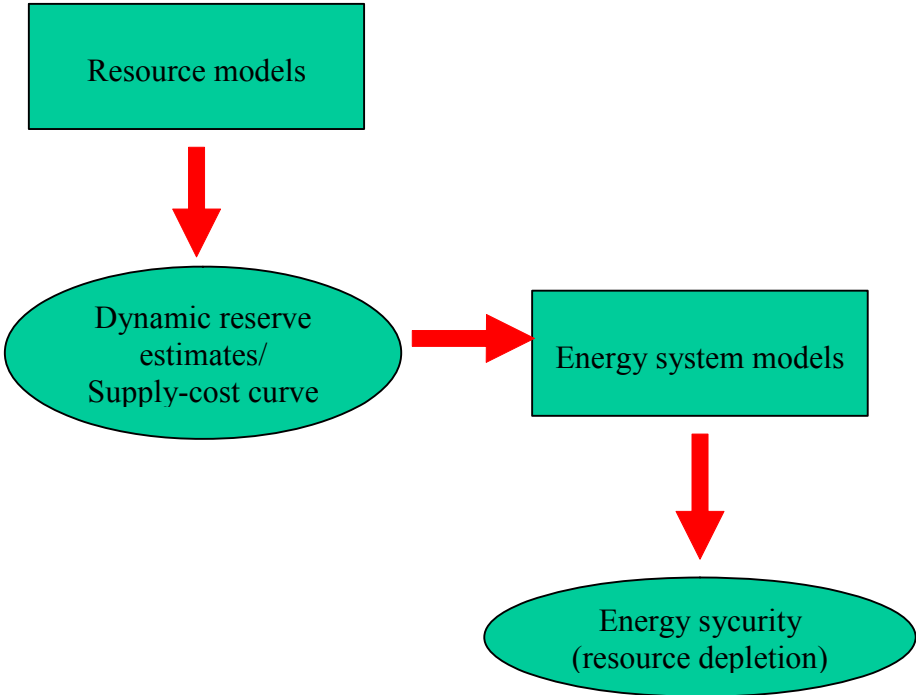 Resource models
Dynamic reserve
estimates/
Supply-cost curve
Energy system models
Energy sycurity
(resource depletion)